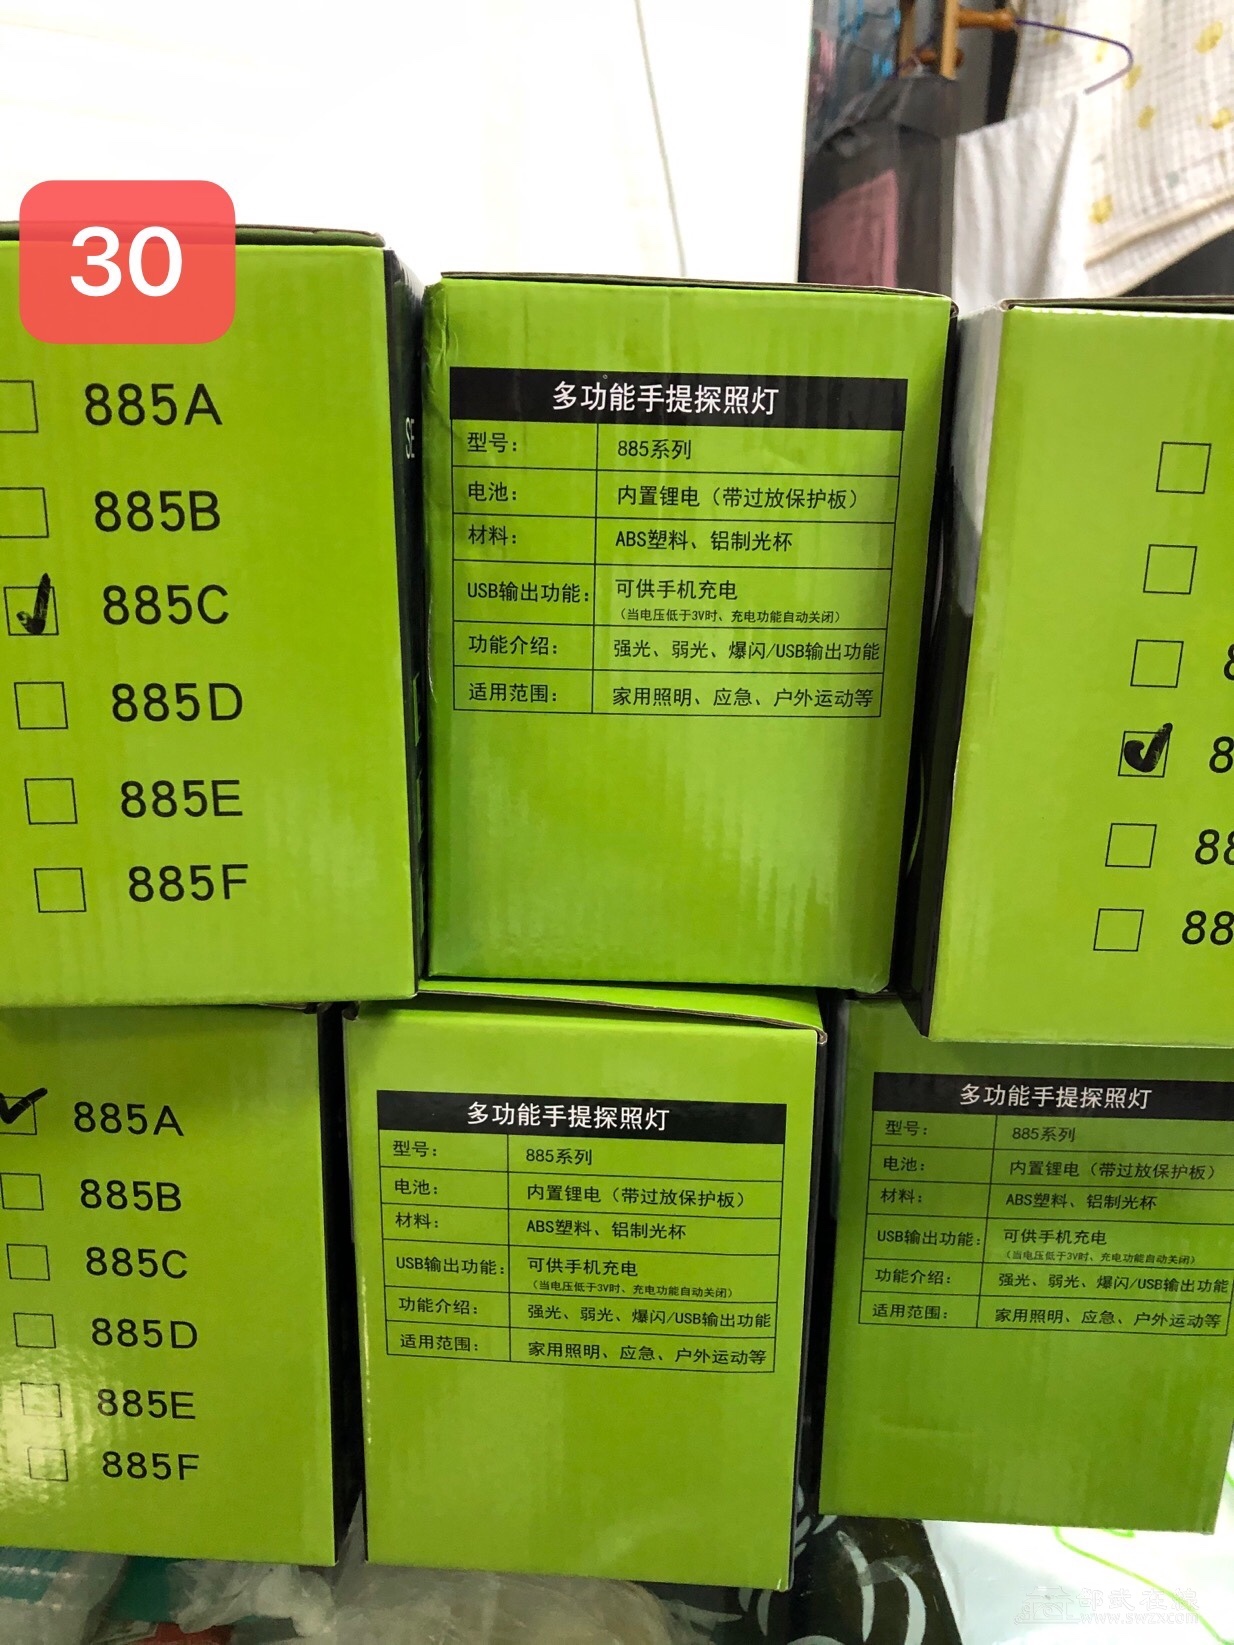 30
885A
885B
885C
885D
885E
885F
SE
多功能手提探照灯
型号： 885系列
电池： 内置锂电（带过放保护板）
材料： ABS塑料、铝制光杯
USB输出功能： 可供手机充电
（当电压低于3V时、充电功能自动关闭）
功能介绍： 强光、弱光、爆闪/USB输出功能
适用范围： 家用照明、应急、户外运动等
8
8
88
88
885A
885B
885C
885D
885E
885F
多功能手提探照灯
型号： 885系列
电池： 内置锂电（带过放保护板）
材料： ABS塑料、铝制光杯
USB输出功能： 可供手机充电
（当电压低于3V时、充电功能自动关闭）
功能介绍： 强光、弱光、爆闪/USB输出功能
适用范围： 家用照明、应急、户外运动等
多功能手提探照灯
型号： 885系列
电池： 内置锂电（带过放保护板）
材料： ABS塑料、铝制光杯
USB输出功能： 可供手机充电
（当电压低于3V时、充电功能自动关闭）
功能介绍： 强光、弱光、爆闪/USB输出功能
适用范围： 家用照明、应急、户外运动等
邵武在线